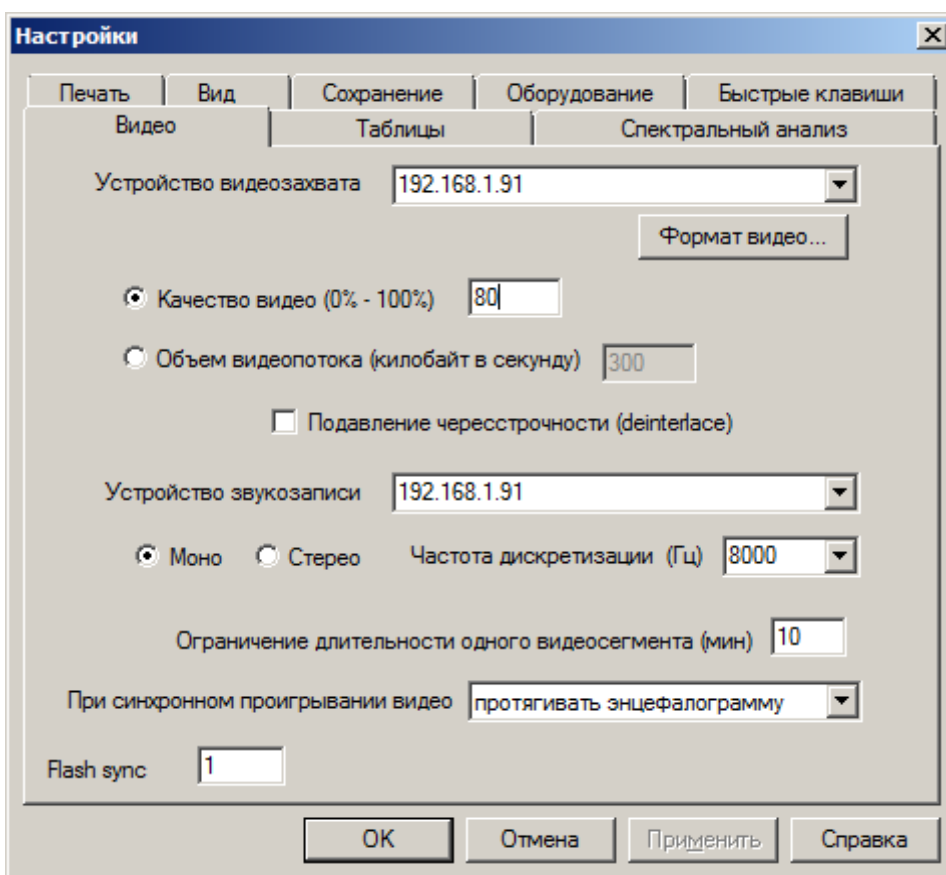 Настройки
Печать Вид Сохранение Оборудование Быстрые клавиши
Видео Таблицы Спектральный анализ
Устройство видеозахвата 192.168.1.91
Формат видео...
Качество видео (0% - 100%) 80
Объем видеопотока (килобайт в секунду) 300
Подавление чересстрочности (deinterlace)
Устройство звукозаписи 192.168.1.91
Моно Стерео Частота дискретизации (Гц) 8000
Ограничение длительности одного видеосегмента (мин) 10
При синхронном проигрывании видео протягивать энцефалограмму
Flash sync 1
OK Отмена Применить Справка